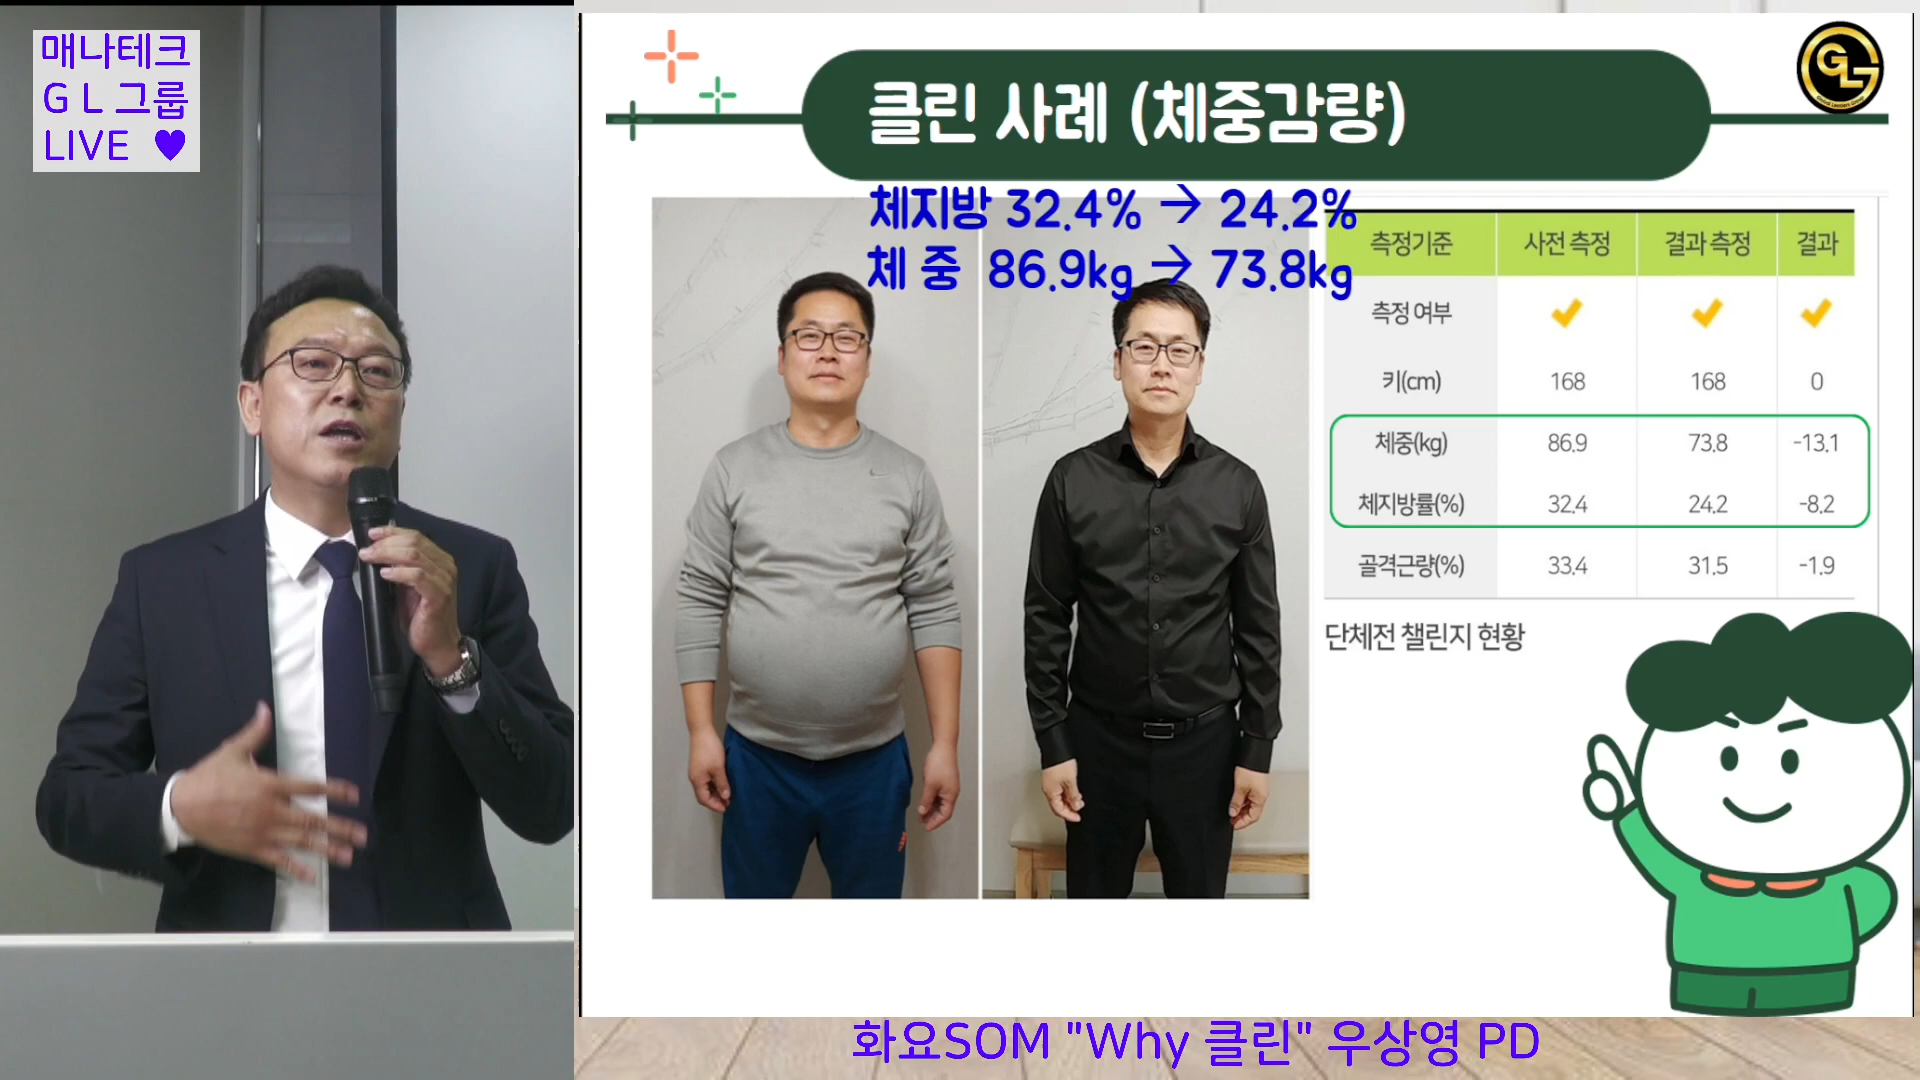 매나테크
G L 그룹
LIVE ♥
클린 사례 (체중감량)
GL
체지방 32.4% → 24.2%
체 중 86.9kg → 73.8kg
측정기준 사전 측정 결과 측정 결과
측정 여부 ✔ ✔ ✔
키(cm) 168 168 0
체중(kg) 86.9 73.8 -13.1
체지방률(%) 32.4 24.2 -8.2
골격근량(%) 33.4 31.5 -1.9
단체전 챌린지 현황
화요SOM "Why 클린" 우상영 PD